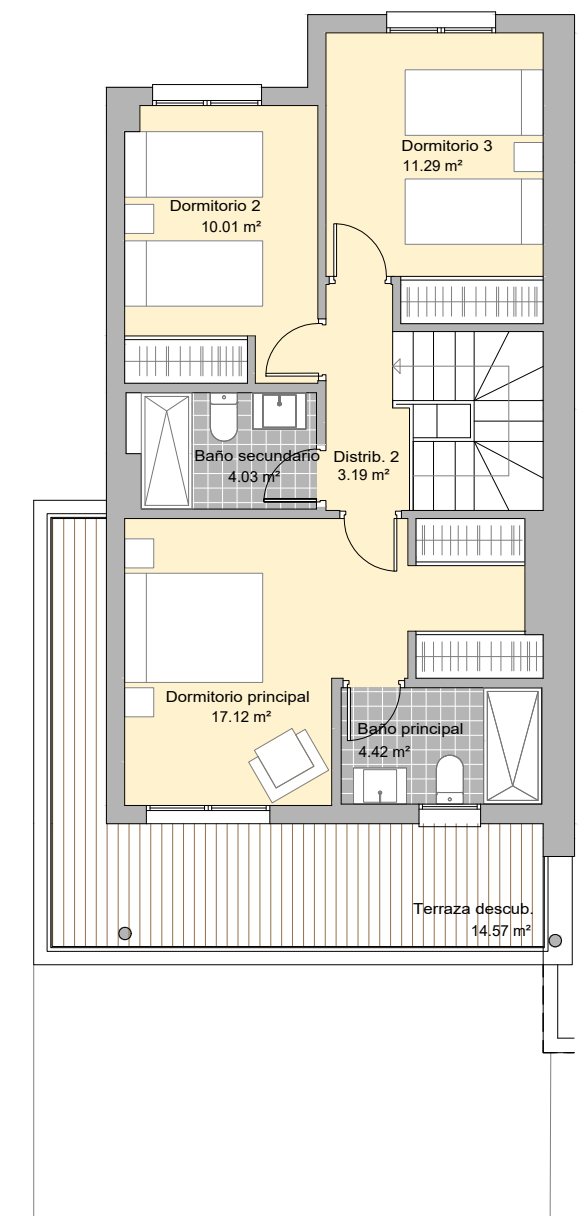 Dormitorio 3
11.29 m²
Dormitorio 2
10.01 m²
Baño secundario
4.03 m²
Distrib. 2
3.19 m²
Dormitorio principal
17.12 m²
Baño principal
4.42 m²
Terraza descub.
14.57 m²